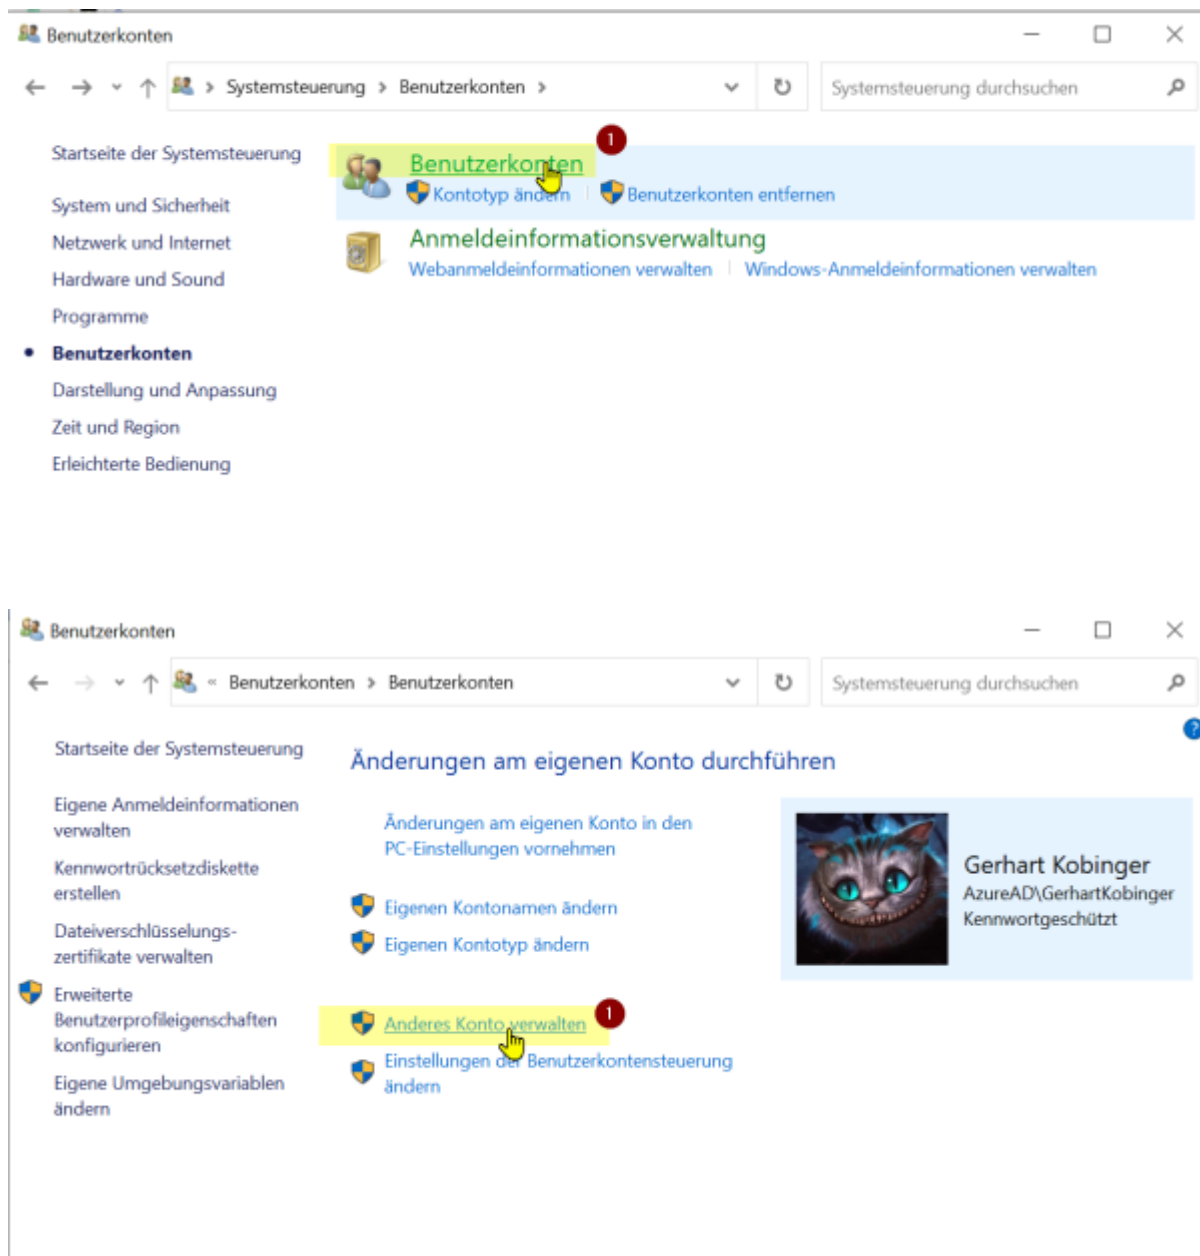 Benutzerkonten
Systemsteuerung > Benutzerkonten >
Systemsteuerung durchsuchen
Startseite der Systemsteuerung
System und Sicherheit
Netzwerk und Internet
Hardware und Sound
Programme
Benutzerkonten
Darstellung und Anpassung
Zeit und Region
Erleichterte Bedienung
1
Benutzerkonten
Kontotyp ändern
Benutzerkonten entfernen
Anmeldeinformationsverwaltung
Webanmeldeinformationen verwalten
Windows-Anmeldeinformationen verwalten
Benutzerkonten
« Benutzerkonten > Benutzerkonten
Systemsteuerung durchsuchen
?
Startseite der Systemsteuerung
Eigene Anmeldeinformationen
verwalten
Kennwortrücksetzdiskette
erstellen
Dateiverschlüsselungs-
zertifikate verwalten
Erweiterte
Benutzerprofileigenschaften
konfigurieren
Eigene Umgebungsvariablen
ändern
Änderungen am eigenen Konto durchführen
Änderungen am eigenen Konto in den
PC-Einstellungen vornehmen
Eigenen Kontonamen ändern
Eigenen Kontotyp ändern
Anderes Konto verwalten
1
Einstellungen der Benutzerkontensteuerung
ändern
Gerhart Kobinger
AzureAD\GerhartKobinger
Kennwortgeschützt